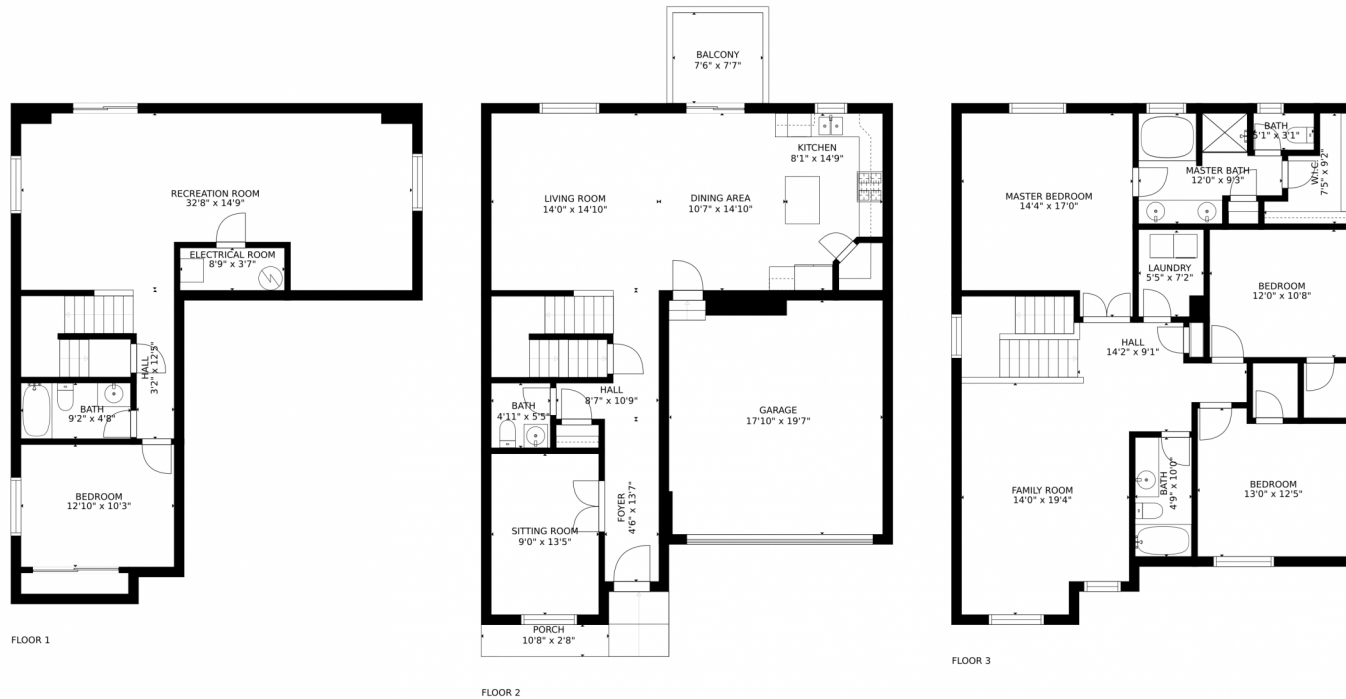 RECREATION ROOM
32'8" x 14'9"
ELECTRICAL ROOM
8'9" x 3'7"
HALL
3'2" x 12'5"
BATH
9'2" x 4'8"
BEDROOM
12'10" x 10'3"
FLOOR 1
BALCONY
7'6" x 7'7"
KITCHEN
8'1" x 14'9"
LIVING ROOM
14'0" x 14'10"
DINING AREA
10'7" x 14'10"
HALL
8'7" x 10'9"
BATH
4'11" x 5'5"
GARAGE
17'10" x 19'7"
FOYER
4'6" x 13'7"
SITTING ROOM
9'0" x 13'5"
PORCH
10'8" x 2'8"
FLOOR 2
BATH
5'1" x 3'1"
MASTER BATH
12'0" x 9'3"
W.I.C.
7'5" x 9'2"
MASTER BEDROOM
14'4" x 17'0"
LAUNDRY
5'5" x 7'2"
BEDROOM
12'0" x 10'8"
HALL
14'2" x 9'1"
FAMILY ROOM
14'0" x 19'4"
BATH
4'9" x 10'0"
BEDROOM
13'0" x 12'5"
FLOOR 3